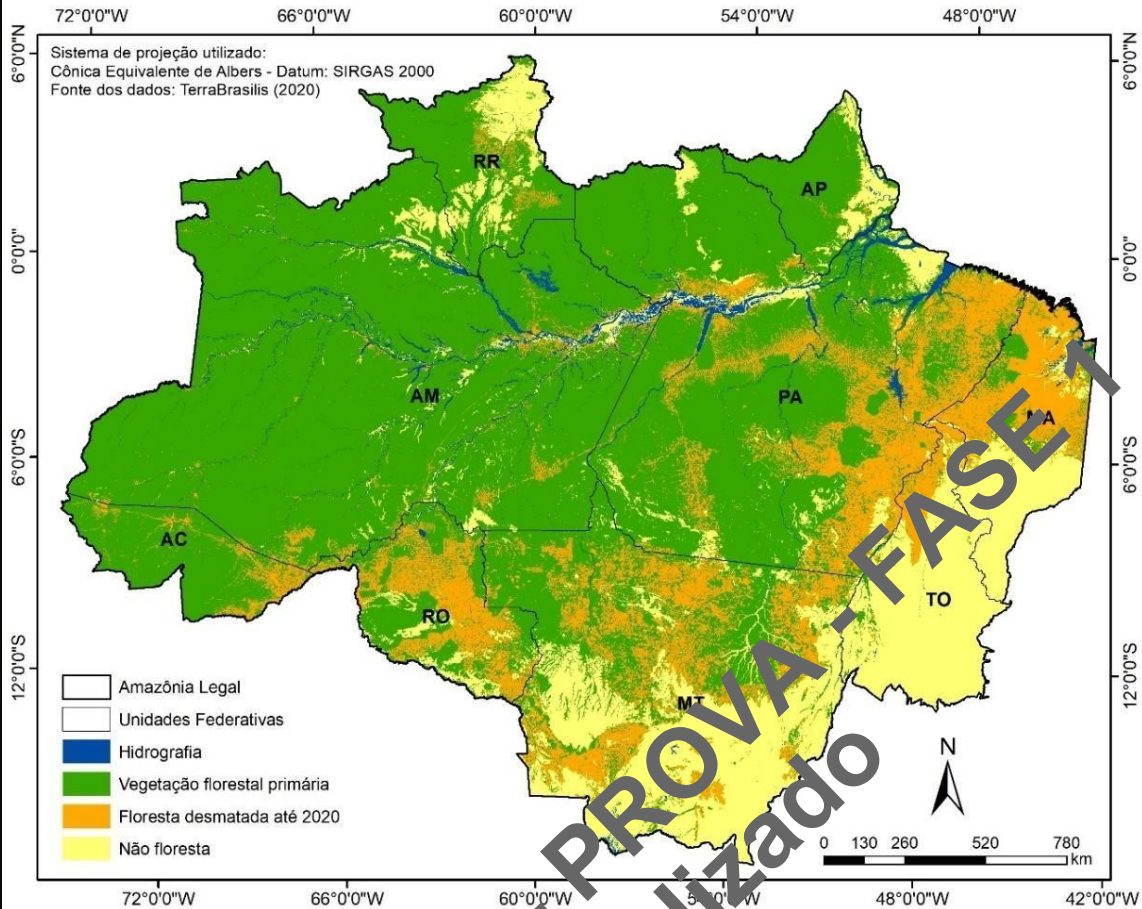 72°0'0"W 66°0'0"W 60°0'0"W 54°0'0"W 48°0'0"W
6°0'0"N
6°0'0"N
Sistema de projeção utilizado:
Cônica Equivalente de Albers - Datum: SIRGAS 2000
Fonte dos dados: TerraBrasilis (2020)
RR
AP
0°0'0"
0°0'0"
AM
PA
MA
6°0'0"S
6°0'0"S
AC
RO
TO
MT
12°0'0"S
12°0'0"S
PROVA - FASE 1
Amazônia Legal
Unidades Federativas
Hidrografia
Vegetação florestal primária
Floresta desmatada até 2020
Não floresta
N
0 130 260 520 780
km
72°0'0"W 66°0'0"W 60°0'0"W 54°0'0"W 48°0'0"W 42°0'0"W